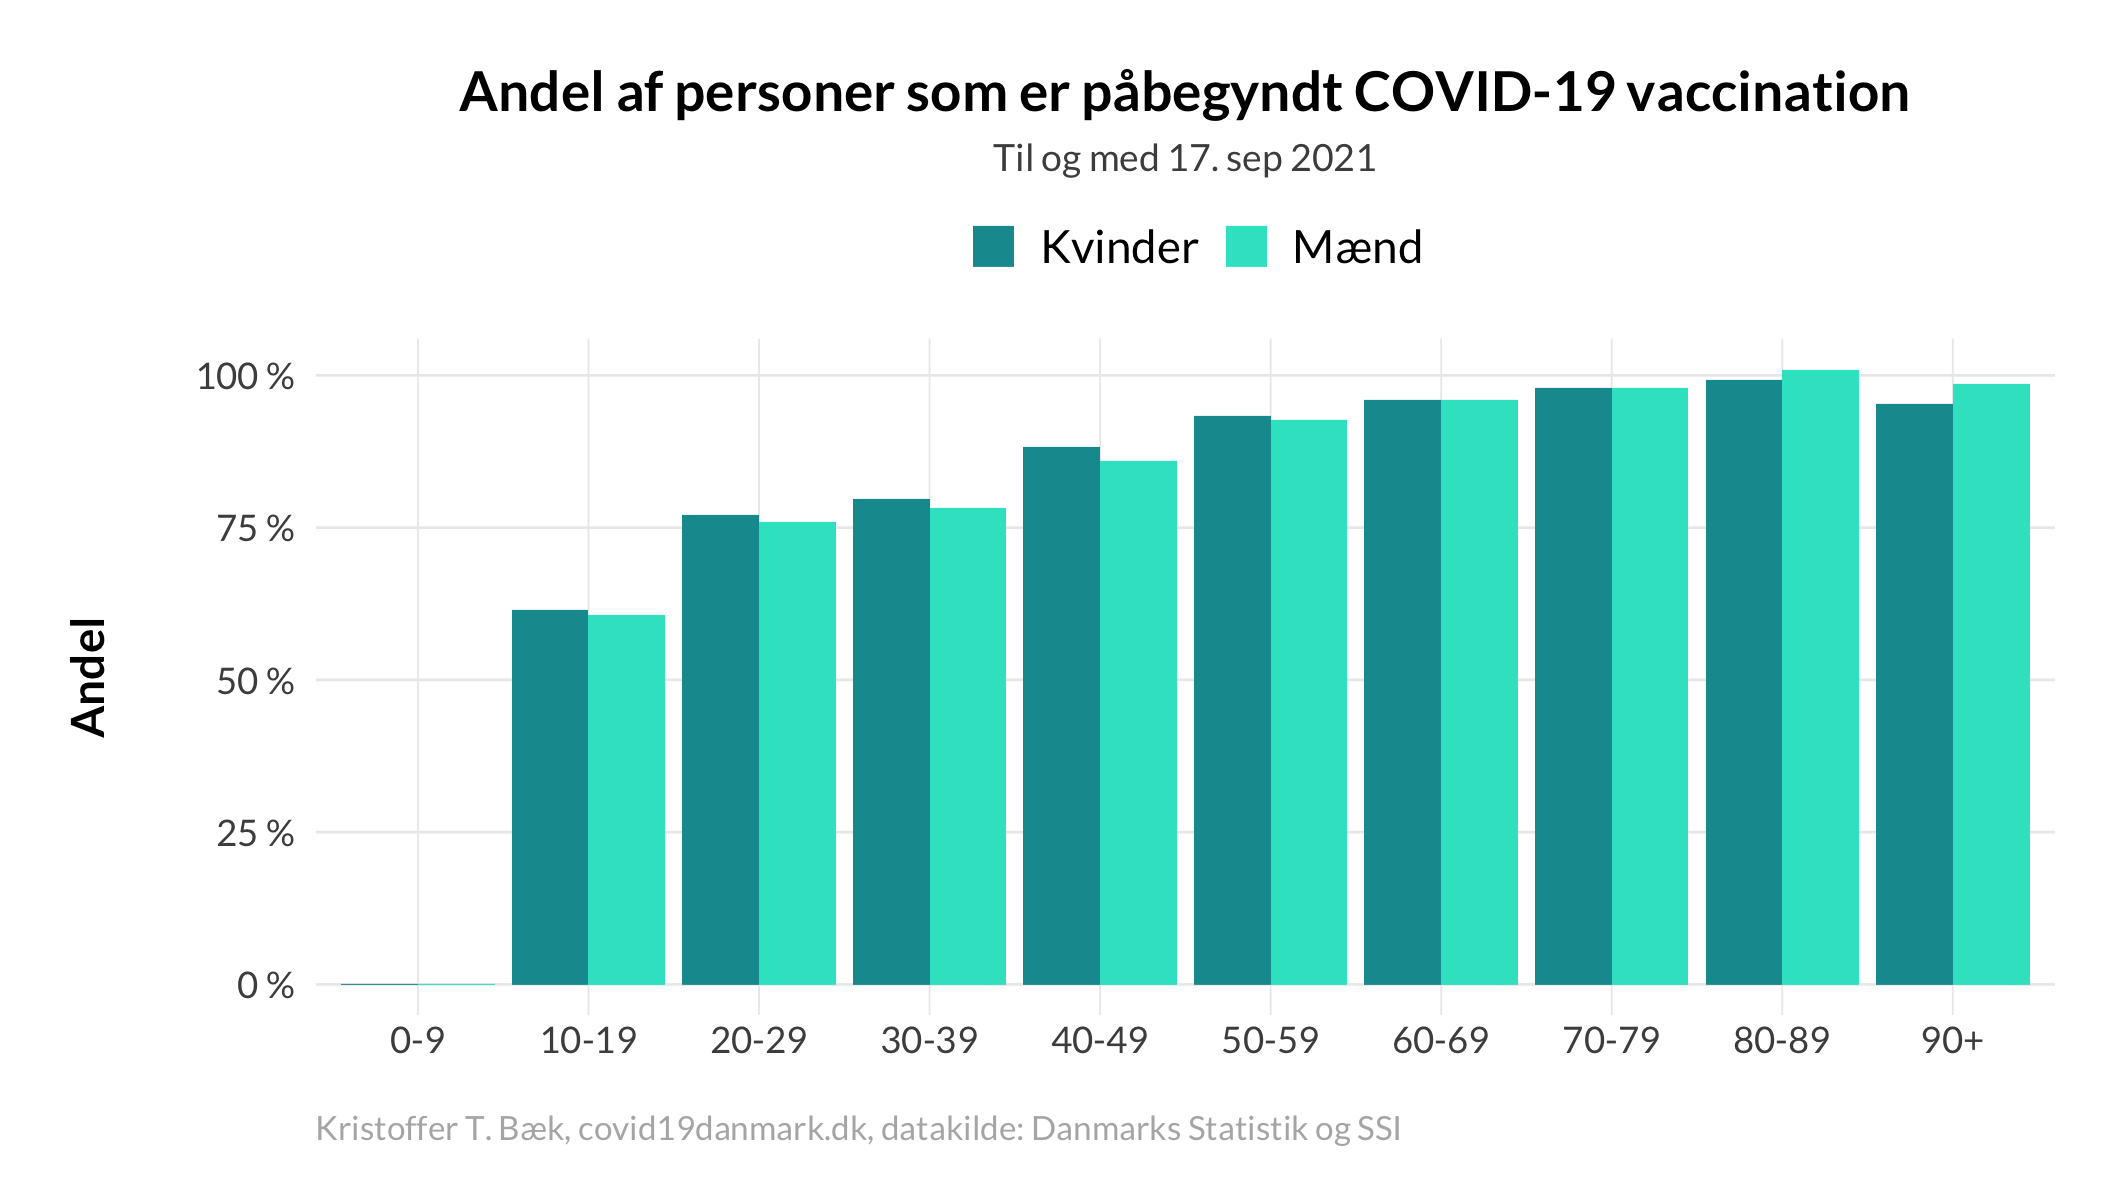 Andel af personer som er påbegyndt COVID-19 vaccination
Til og med 17. sep 2021
Kvinder Mænd
Andel
100 %
75 %
50 %
25 %
0 %
0-9 10-19 20-29 30-39 40-49 50-59 60-69 70-79 80-89 90+
Kristoffer T. Bæk, covid19danmark.dk, datakilde: Danmarks Statistik og SSI